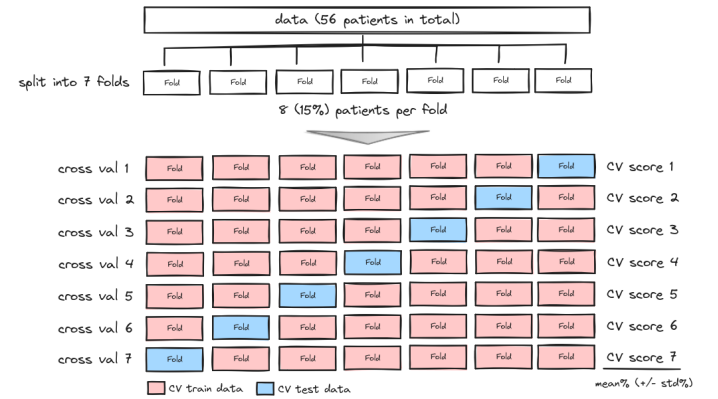 data (56 patients in total)
split into 7 folds Fold Fold Fold Fold Fold Fold Fold
8 (15%) patients per fold
cross val 1 Fold Fold Fold Fold Fold Fold Fold CV score 1
cross val 2 Fold Fold Fold Fold Fold Fold Fold CV score 2
cross val 3 Fold Fold Fold Fold Fold Fold Fold CV score 3
cross val 4 Fold Fold Fold Fold Fold Fold Fold CV score 4
cross val 5 Fold Fold Fold Fold Fold Fold Fold CV score 5
cross val 6 Fold Fold Fold Fold Fold Fold Fold CV score 6
cross val 7 Fold Fold Fold Fold Fold Fold Fold CV score 7
CV train data CV test data mean% (+/- std%)